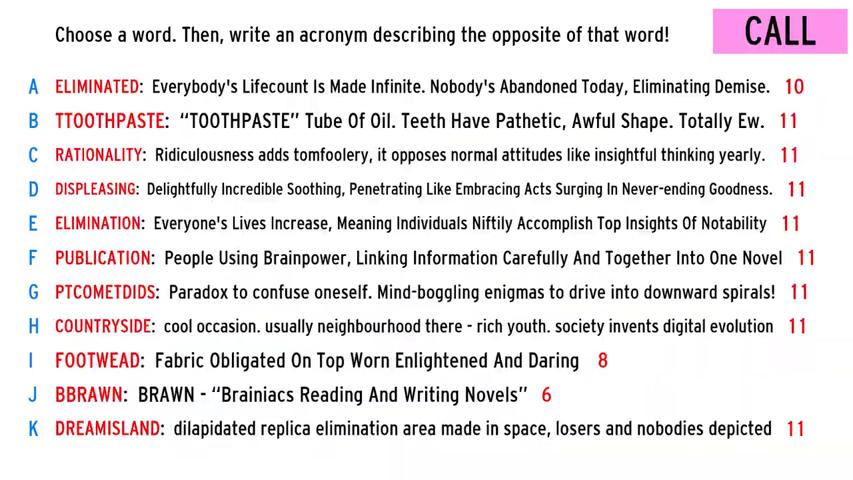 Choose a word. Then, write an acronym describing the opposite of that word!
CALL
A ELIMINATED: Everybody's Lifecount Is Made Infinite. Nobody's Abandoned Today, Eliminating Demise. 10
B TTOOTHPASTE: “TOOTHPASTE” Tube Of Oil. Teeth Have Pathetic, Awful Shape. Totally Ew. 11
C RATIONALITY: Ridiculousness adds tomfoolery, it opposes normal attitudes like insightful thinking yearly. 11
D DISPLEASING: Delightfully Incredible Soothing, Penetrating Like Embracing Acts Surging In Never-ending Goodness. 11
E ELIMINATION: Everyone's Lives Increase, Meaning Individuals Niftily Accomplish Top Insights Of Notability 11
F PUBLICATION: People Using Brainpower, Linking Information Carefully And Together Into One Novel 11
G PTCOMETDIDS: Paradox to confuse oneself. Mind-boggling enigmas to drive into downward spirals! 11
H COUNTRYSIDE: cool occasion. usually neighbourhood there - rich youth. society invents digital evolution 11
I FOOTWEAD: Fabric Obligated On Top Worn Enlightened And Daring 8
J BBRAWN: BRAWN - “Brainiacs Reading And Writing Novels” 6
K DREAMISLAND: dilapidated replica elimination area made in space, losers and nobodies depicted 11